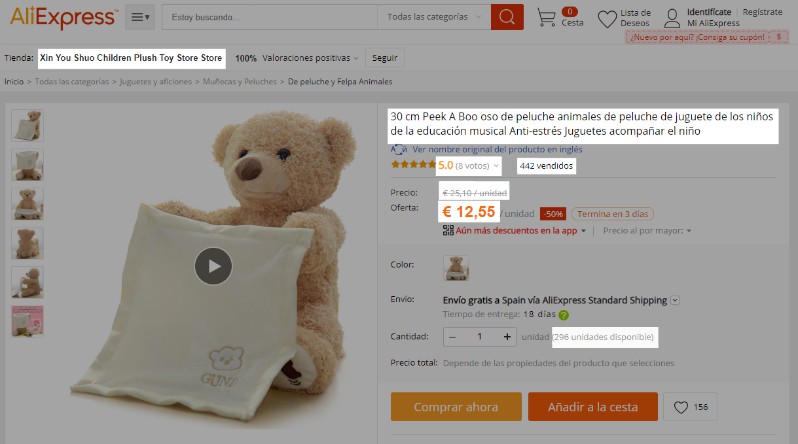 AliExpress™
Estoy buscando...
Todas las categorías
0
Cesta
Lista de
Deseos
Identifícate
Regístrate
Mi AliExpress
¿Nuevo por aquí? ¡Consiga su cupón!
$
Tienda:
Xin You Shuo Children Plush Toy Store Store
100%
Valoraciones positivas
Seguir
Inicio > Todas las categorías > Juguetes y aficiones > Muñecas y Peluches > De peluche y Felpa Animales
30 cm Peek A Boo oso de peluche animales de peluche de juguete de los niños
de la educación musical Anti-estrés Juguetes acompañar el niño
Ver nombre original del producto en inglés
5.0 (8 votos)
442 vendidos
Precio:
€ 25,10 / unidad
Oferta:
€ 12,55 / unidad
-50%
Termina en 3 días
Aún más descuentos en la app
Precio al por mayor:
Color:
Envío:
Envío gratis a Spain vía AliExpress Standard Shipping
Tiempo de entrega: 18 días
?
Cantidad:
– 1 +
unidad (296 unidades disponible)
Precio total:
Depende de las propiedades del producto que selecciones
Comprar ahora
Añadir a la cesta
156